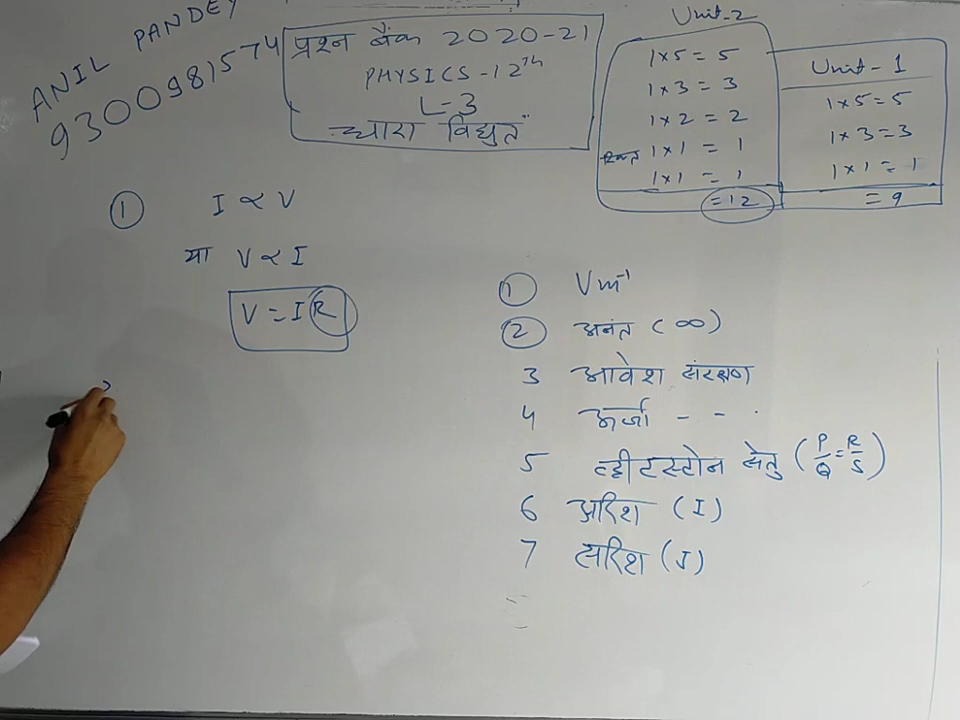 ANIL PANDEY
9300981574
प्रश्न बैंक 2020-21
PHYSICS-12th
L-3
धारा विद्युत
Unit-2
1×5 = 5
1×3 = 3
1×2 = 2
1×1 = 1
1×1 = 1
=12
Unit-1
1×5=5
1×3=3
1×1=1
=9
① I ∝ V
या V ∝ I
V = IR
① Vm⁻¹
② अनंत (∞)
3 आवेश संरक्षण
4 ऊर्जा - - -
5 व्हीटस्टोन सेतु (P/Q = R/S)
6 अदिश (I)
7 सदिश (J)